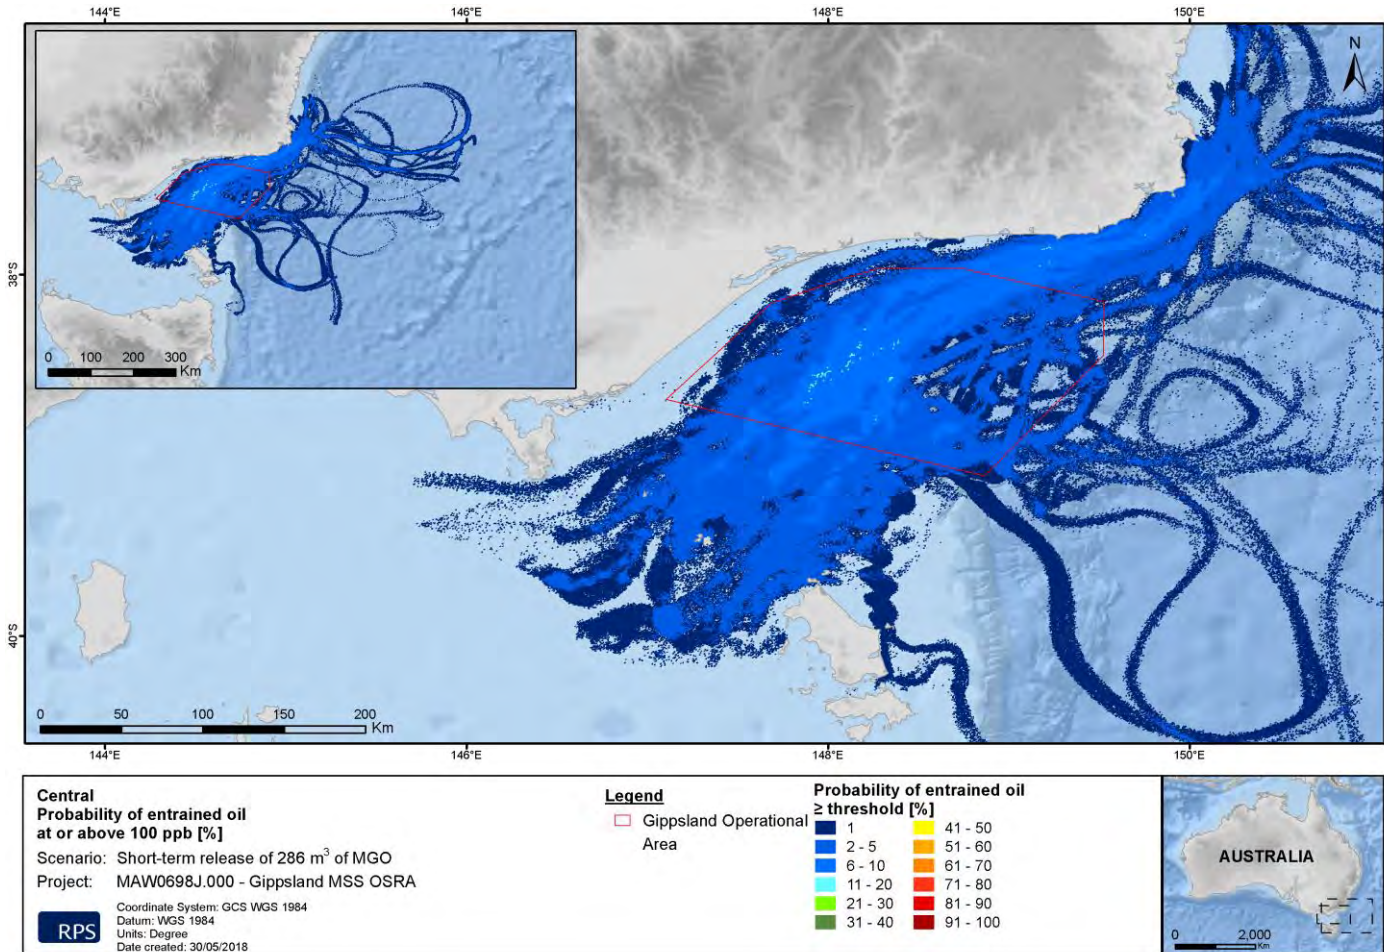 144°E
146°E
148°E
150°E
N
0 100 200 300
Km
38°S
40°S
0 50 100 150 200
Km
144°E
146°E
148°E
150°E
Central
Probability of entrained oil
at or above 100 ppb [%]
Scenario: Short-term release of 286 m³ of MGO
Project: MAW0698J.000 - Gippsland MSS OSRA
RPS
Coordinate System: GCS WGS 1984
Datum: WGS 1984
Units: Degree
Date created: 30/05/2018
Legend
Gippsland Operational
Area
Probability of entrained oil
≥ threshold [%]
1
2 - 5
6 - 10
11 - 20
21 - 30
31 - 40
41 - 50
51 - 60
61 - 70
71 - 80
81 - 90
91 - 100
AUSTRALIA
0 2,000
Km